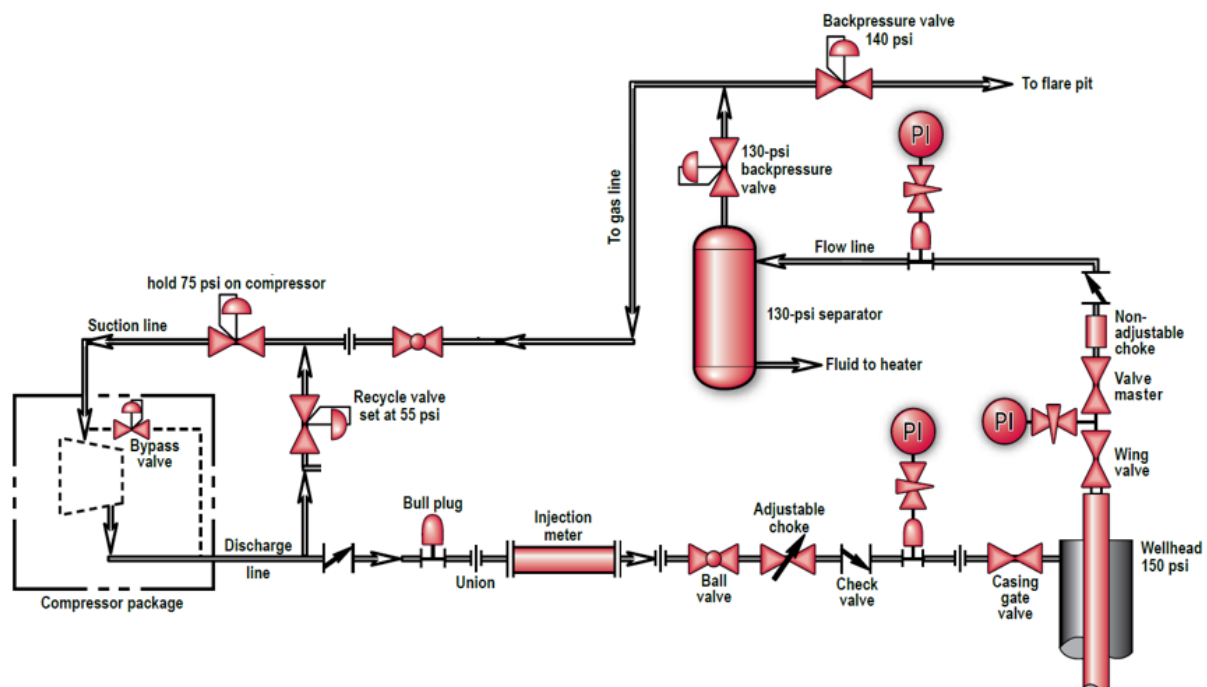 Backpressure valve
140 psi
To flare pit
PI
130-psi
backpressure
valve
To gas line
Flow line
hold 75 psi on compressor
Suction line
130-psi separator
Non-
adjustable
choke
Fluid to heater
Valve
master
Recycle valve
set at 55 psi
PI
PI
Bypass
valve
Wing
valve
Bull plug
Injection
meter
Adjustable
choke
Discharge
line
Wellhead
150 psi
Union
Ball
valve
Check
valve
Casing
gate
valve
Compressor package